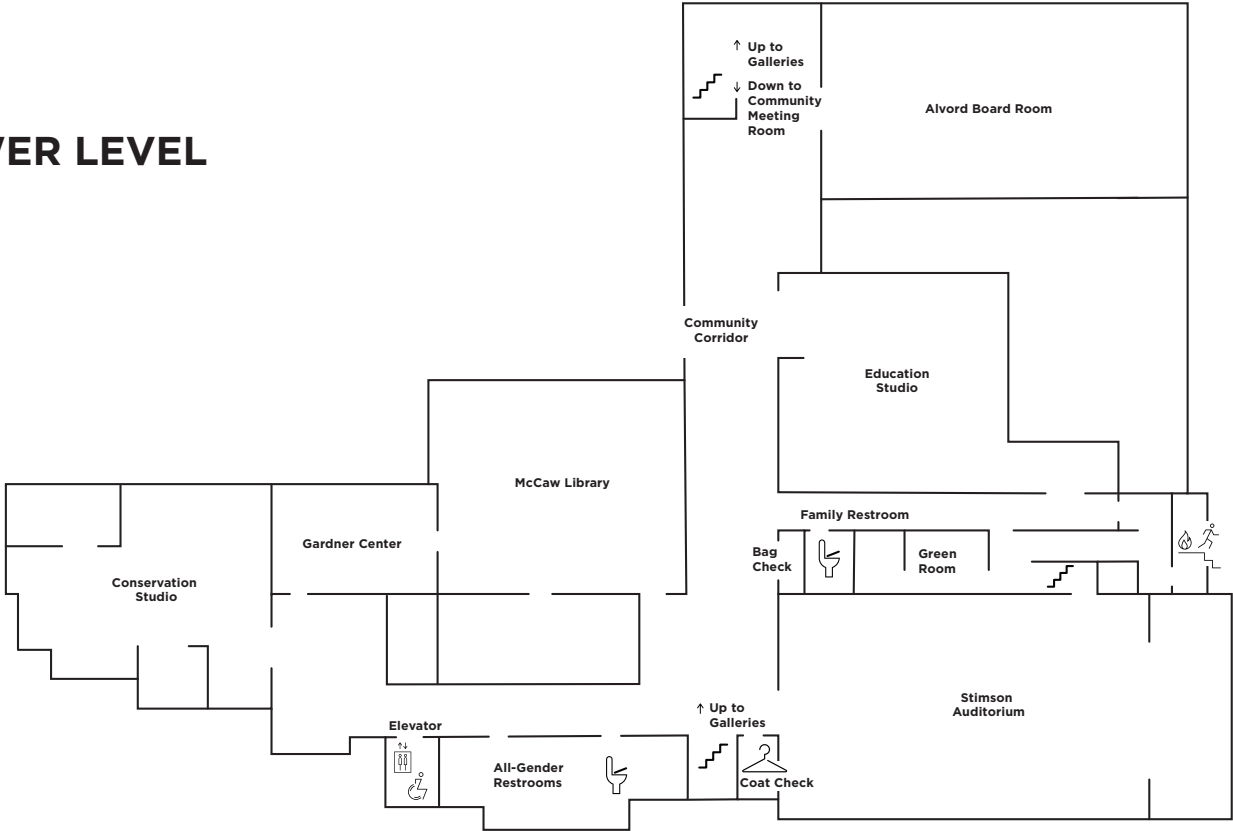 ↑ Up to
Galleries
↓ Down to
Community
Meeting
Room
Alvord Board Room
VER LEVEL
Community
Corridor
Education
Studio
McCaw Library
Family Restroom
Gardner Center
Bag
Check
Green
Room
Conservation
Studio
Stimson
Auditorium
↑ Up to
Galleries
Elevator
All-Gender
Restrooms
Coat Check